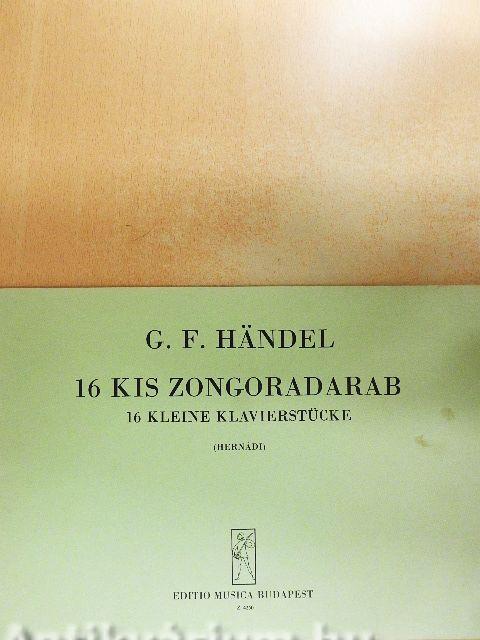 G. F. HÄNDEL
16 KIS ZONGORADARAB
16 KLEINE KLAVIERSTÜCKE
(HERNÁDI)
EDITIO MUSICA BUDAPEST